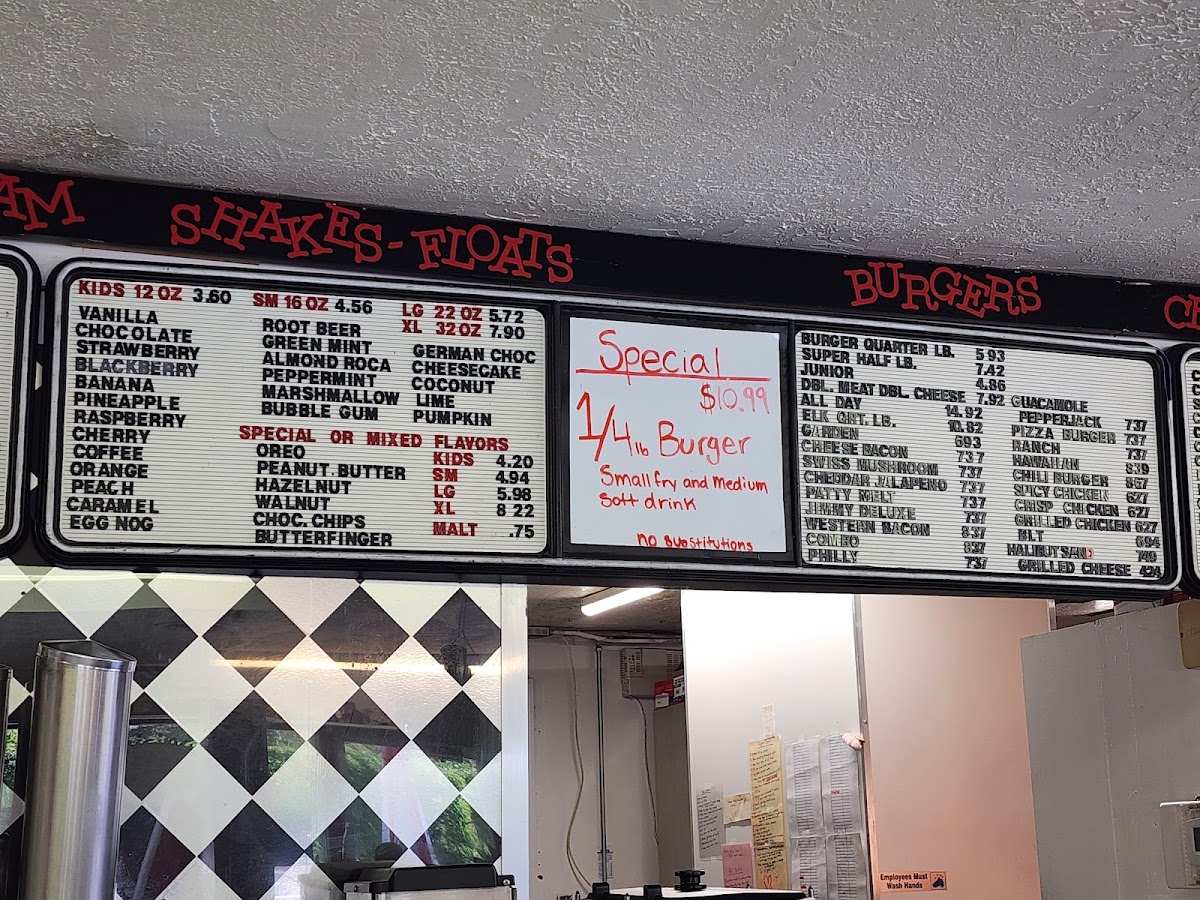 AM
SHAKES-FLOATS
BURGERS
KIDS 12 OZ 3.60
SM 16 OZ 4.56
LG 22 OZ 5.72
XL 32 OZ 7.90
VANILLA
CHOCOLATE
STRAWBERRY
BLACKBERRY
BANANA
PINEAPPLE
RASPBERRY
CHERRY
COFFEE
ORANGE
PEACH
CARAMEL
EGG NOG
ROOT BEER
GREEN MINT
ALMOND ROCA
PEPPERMINT
MARSHMALLOW
BUBBLE GUM
GERMAN CHOC
CHEESECAKE
COCONUT
LIME
PUMPKIN
SPECIAL OR MIXED FLAVORS
OREO
PEANUT.BUTTER
HAZELNUT
WALNUT
CHOC.CHIPS
BUTTERFINGER
KIDS 4.20
SM 4.94
LG 5.98
XL 8 22
MALT .75
Special
$10.99
1/4 lb Burger
Small fry and Medium
Soft drink
no substitutions
BURGER QUARTER LB. 5 93
SUPER HALF LB. 7.42
JUNIOR 4.86
DBL. MEAT DBL. CHEESE 7.92
ALL DAY 14.92
ELK QRT. LB. 10.82
GARDEN 693
CHEESE BACON 737
SWISS MUSHROOM 737
CHEDDAR JALAPENO 737
PATTY MELT 737
JIMMY DELUXE 737
WESTERN BACON 837
COMBO 837
PHILLY 737
GUACAMOLE
PEPPERJACK 737
PIZZA BURGER 737
RANCH 737
HAWAIIAN 839
CHILI BURGER 867
SPICY CHICKEN 627
CRISP CHICKEN 627
GRILLED CHICKEN 627
BLT 694
HALIBUT SAND 749
GRILLED CHEESE 424
Employees Must
Wash Hands